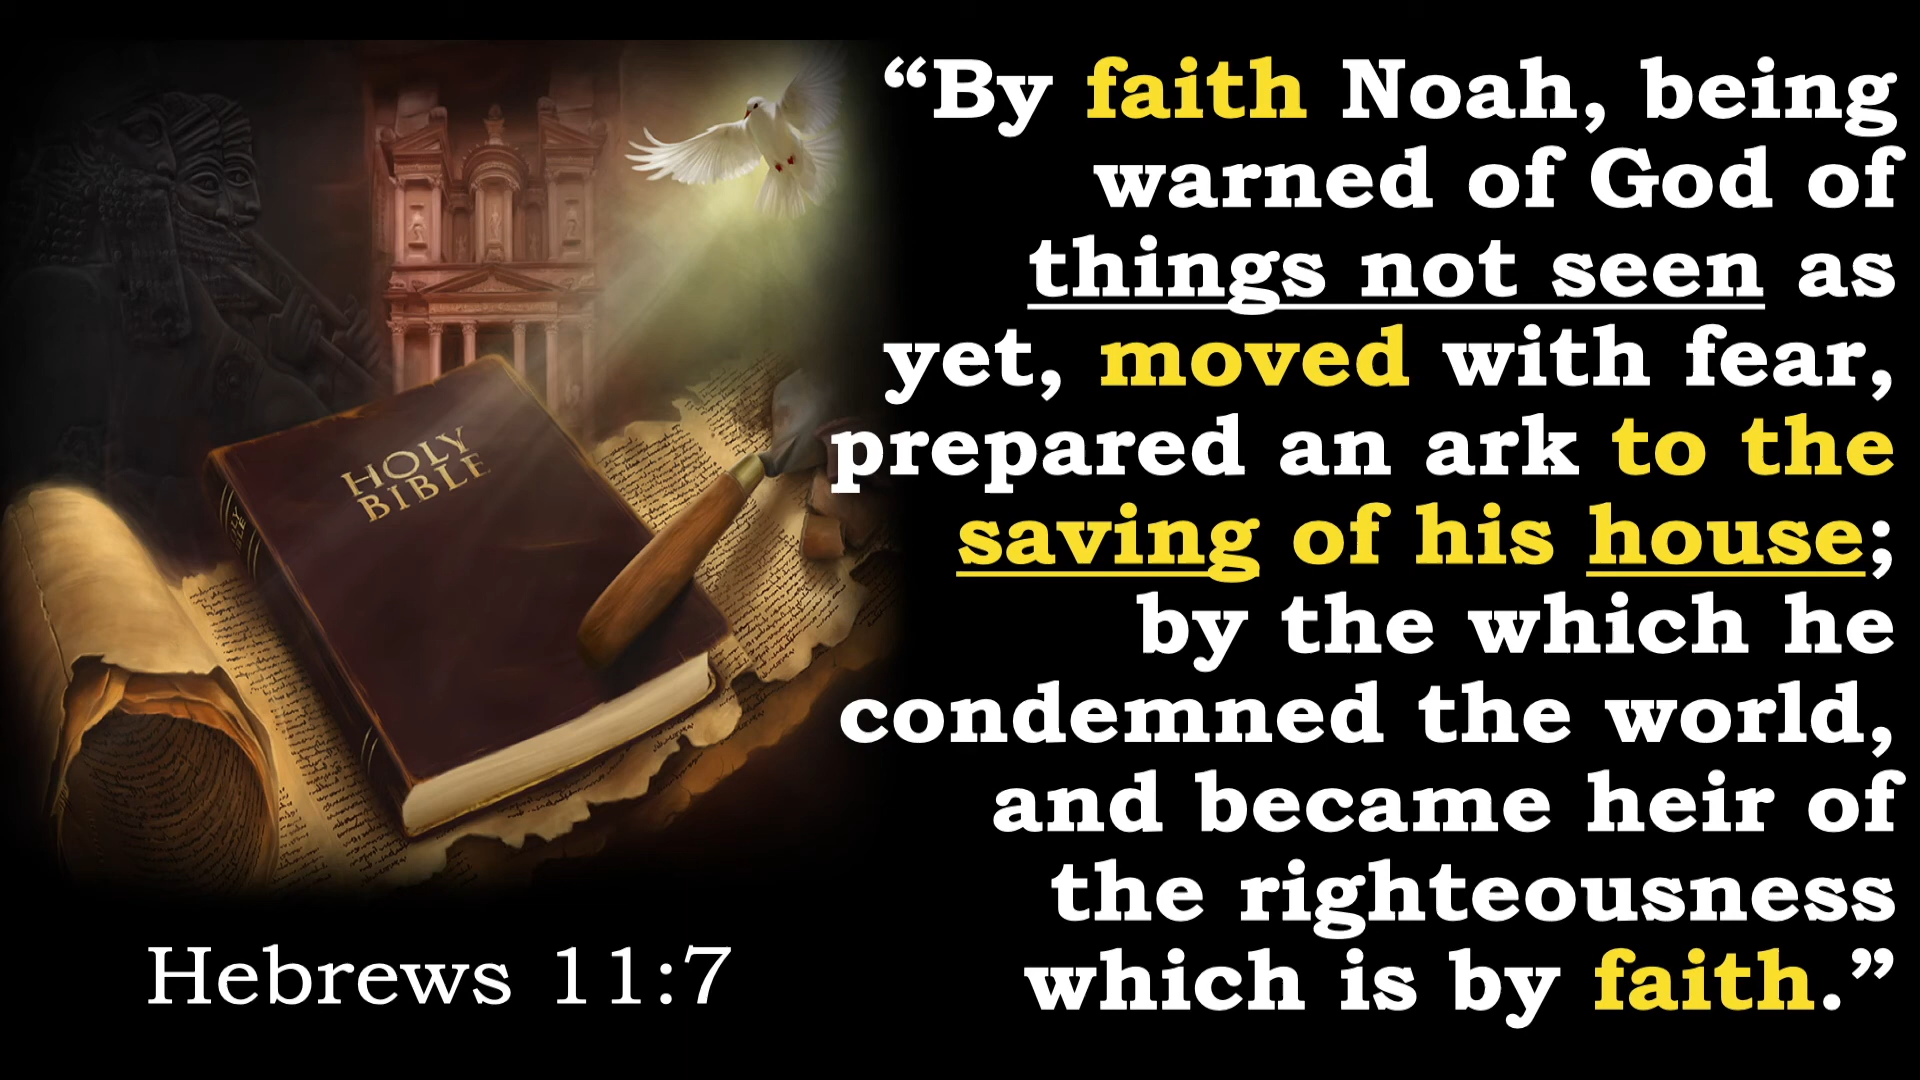 “By faith Noah, being
warned of God of
things not seen as
yet, moved with fear,
prepared an ark to the
saving of his house;
by the which he
condemned the world,
and became heir of
the righteousness
which is by faith.”
HOLY
BIBLE
Hebrews 11:7